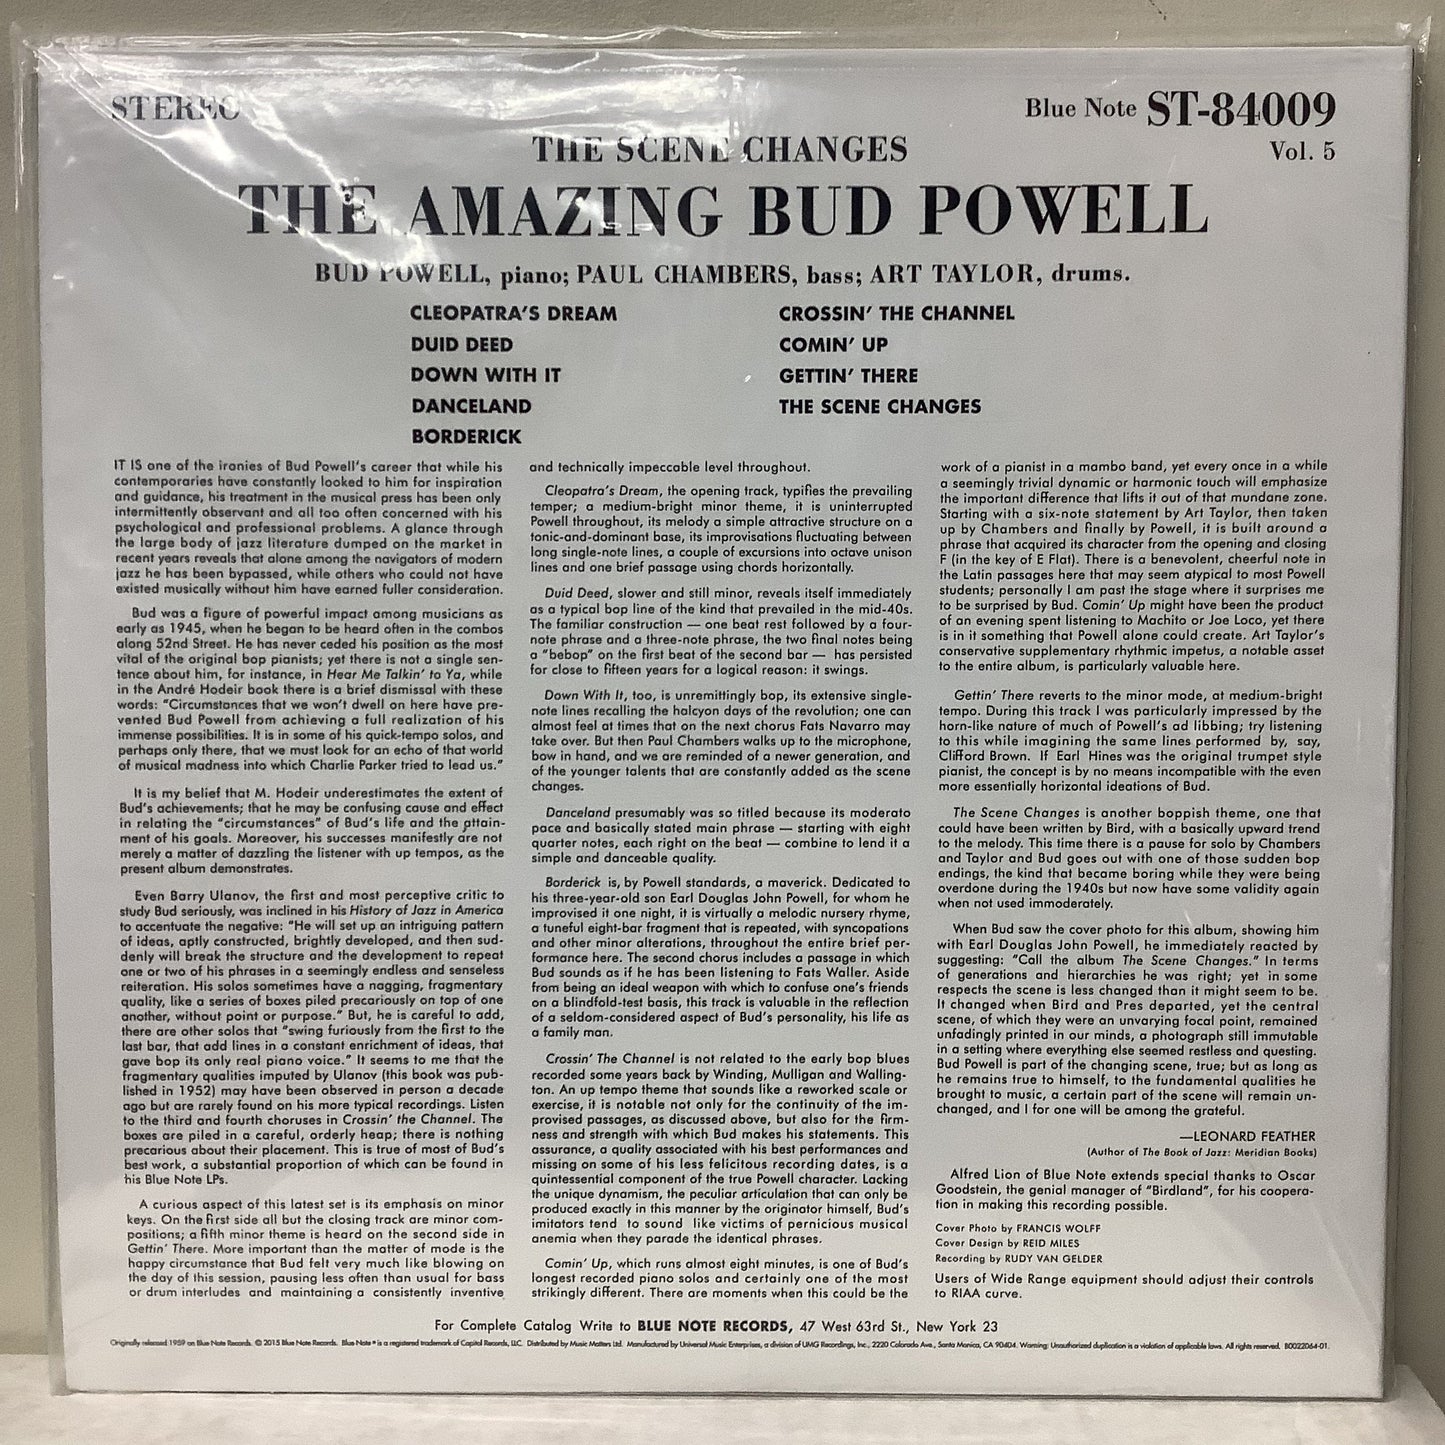 STEREO
Blue Note ST-84009
THE SCENE CHANGES
Vol. 5
THE AMAZING BUD POWELL
BUD POWELL, piano; PAUL CHAMBERS, bass; ART TAYLOR, drums.
CLEOPATRA'S DREAM
DUID DEED
DOWN WITH IT
DANCELAND
BORDERICK
CROSSIN' THE CHANNEL
COMIN' UP
GETTIN' THERE
THE SCENE CHANGES
IT IS one of the ironies of Bud Powell's career that while his
contemporaries have constantly looked to him for inspiration
and guidance, his treatment in the musical press has been only
intermittently observant and all too often concerned with his
psychological and professional problems. A glance through
the large body of jazz literature dumped on the market in
recent years reveals that alone among the navigators of modern
jazz he has been bypassed, while others who could not have
existed musically without him have earned fuller consideration.
Bud was a figure of powerful impact among musicians as
early as 1945, when he began to be heard often in the combos
along 52nd Street. He has never ceded his position as the most
vital of the original bop pianists; yet there is not a single sen-
tence about him, for instance, in Hear Me Talkin' to Ya, while
in the André Hodeir book there is a brief dismissal with these
words: "Circumstances that we won't dwell on here have pre-
vented Bud Powell from achieving a full realization of his
immense possibilities. It is in some of his quick-tempo solos, and
perhaps only there, that we must look for an echo of that world
of musical madness into which Charlie Parker tried to lead us."
It is my belief that M. Hodeir underestimates the extent of
Bud's achievements; that he may be confusing cause and effect
in relating the "circumstances" of Bud's life and the attain-
ment of his goals. Moreover, his successes manifestly are not
merely a matter of dazzling the listener with up tempos, as the
present album demonstrates.
Even Barry Ulanov, the first and most perceptive critic to
study Bud seriously, was inclined in his History of Jazz in America
to accentuate the negative: "He will set up an intriguing pattern
of ideas, aptly constructed, brightly developed, and then sud-
denly will break the structure and the development to repeat
one or two of his phrases in a seemingly endless and senseless
reiteration. His solos sometimes have a nagging, fragmentary
quality, like a series of boxes piled precariously on top of one
another, without point or purpose." But, he is careful to add,
there are other solos that "swing furiously from the first to the
last bar, that add lines in a constant enrichment of ideas, that
gave bop its only real piano voice." It seems to me that the
fragmentary qualities imputed by Ulanov (this book was pub-
lished in 1952) may have been observed in person a decade
ago but are rarely found on his more typical recordings. Listen
to the third and fourth choruses in Crossin' the Channel. The
boxes are piled in a careful, orderly heap; there is nothing
precarious about their placement. This is true of most of Bud's
best work, a substantial proportion of which can be found in
his Blue Note LPs.
A curious aspect of this latest set is its emphasis on minor
keys. On the first side all but the closing track are minor com-
positions; a fifth minor theme is heard on the second side in
Gettin' There. More important than the matter of mode is the
happy circumstance that Bud felt very much like blowing on
the day of this session, pausing less often than usual for bass
or drum interludes and maintaining a consistently inventive
and technically impeccable level throughout.
Cleopatra's Dream, the opening track, typifies the prevailing
temper; a medium-bright minor theme, it is uninterrupted
Powell throughout, its melody a simple attractive structure on a
tonic-and-dominant base, its improvisations fluctuating between
long single-note lines, a couple of excursions into octave unison
lines and one brief passage using chords horizontally.
Duid Deed, slower and still minor, reveals itself immediately
as a typical bop line of the kind that prevailed in the mid-40s.
The familiar construction — one beat rest followed by a four-
note phrase and a three-note phrase, the two final notes being
a "bebop" on the first beat of the second bar — has persisted
for close to fifteen years for a logical reason: it swings.
Down With It, too, is unremittingly bop, its extensive single-
note lines recalling the halcyon days of the revolution; one can
almost feel at times that on the next chorus Fats Navarro may
take over. But then Paul Chambers walks up to the microphone,
bow in hand, and we are reminded of a newer generation, and
of the younger talents that are constantly added as the scene
changes.
Danceland presumably was so titled because its moderato
pace and basically stated main phrase — starting with eight
quarter notes, each right on the beat — combine to lend it a
simple and danceable quality.
Borderick is, by Powell standards, a maverick. Dedicated to
his three-year-old son Earl Douglas John Powell, for whom he
improvised it one night, it is virtually a melodic nursery rhyme,
a tuneful eight-bar fragment that is repeated, with syncopations
and other minor alterations, throughout the entire brief per-
formance here. The second chorus includes a passage in which
Bud sounds as if he has been listening to Fats Waller. Aside
from being an ideal weapon with which to confuse one's friends
on a blindfold-test basis, this track is valuable in the reflection
of a seldom-considered aspect of Bud's personality, his life as
a family man.
Crossin' The Channel is not related to the early bop blues
recorded some years back by Winding, Mulligan and Walling-
ton. An up tempo theme that sounds like a reworked scale or
exercise, it is notable not only for the continuity of the im-
provised passages, as discussed above, but also for the firm-
ness and strength with which Bud makes his statements. This
assurance, a quality associated with his best performances and
missing on some of his less felicitous recording dates, is a
quintessential component of the true Powell character. Lacking
the unique dynamism, the peculiar articulation that can only be
produced exactly in this manner by the originator himself, Bud's
imitators tend to sound like victims of pernicious musical
anemia when they parade the identical phrases.
Comin' Up, which runs almost eight minutes, is one of Bud's
longest recorded piano solos and certainly one of the most
strikingly different. There are moments when this could be the
work of a pianist in a mambo band, yet every once in a while
a seemingly trivial dynamic or harmonic touch will emphasize
the important difference that lifts it out of that mundane zone.
Starting with a six-note statement by Art Taylor, then taken
up by Chambers and finally by Powell, it is built around a
phrase that acquired its character from the opening and closing
F (in the key of E Flat). There is a benevolent, cheerful note in
the Latin passages here that may seem atypical to most Powell
students; personally I am past the stage where it surprises me
to be surprised by Bud. Comin' Up might have been the product
of an evening spent listening to Machito or Joe Loco, yet there
is in it something that Powell alone could create. Art Taylor's
conservative supplementary rhythmic impetus, a notable asset
to the entire album, is particularly valuable here.
Gettin' There reverts to the minor mode, at medium-bright
tempo. During this track I was particularly impressed by the
horn-like nature of much of Powell's ad libbing; try listening
to this while imagining the same lines performed by, say,
Clifford Brown. If Earl Hines was the original trumpet style
pianist, the concept is by no means incompatible with the even
more essentially horizontal ideations of Bud.
The Scene Changes is another boppish theme, one that
could have been written by Bird, with a basically upward trend
to the melody. This time there is a pause for solo by Chambers
and Taylor and Bud goes out with one of those sudden bop
endings, the kind that became boring while they were being
overdone during the 1940s but now have some validity again
when not used immoderately.
When Bud saw the cover photo for this album, showing him
with Earl Douglas John Powell, he immediately reacted by
suggesting: "Call the album The Scene Changes." In terms
of generations and hierarchies he was right; yet in some
respects the scene is less changed than it might seem to be.
It changed when Bird and Pres departed, yet the central
scene, of which they were an unvarying focal point, remained
unfadingly printed in our minds, a photograph still immutable
in a setting where everything else seemed restless and questing.
Bud Powell is part of the changing scene, true; but as long as
he remains true to himself, to the fundamental qualities he
brought to music, a certain part of the scene will remain un-
changed, and I for one will be among the grateful.
—LEONARD FEATHER
(Author of The Book of Jazz: Meridian Books)
Alfred Lion of Blue Note extends special thanks to Oscar
Goodstein, the genial manager of "Birdland", for his coopera-
tion in making this recording possible.
Cover Photo by FRANCIS WOLFF
Cover Design by REID MILES
Recording by RUDY VAN GELDER
Users of Wide Range equipment should adjust their controls
to RIAA curve.
For Complete Catalog Write to BLUE NOTE RECORDS, 47 West 63rd St., New York 23
Originally released 1959 on Blue Note Records. © 2015 Blue Note Records. Blue Note® is a registered trademark of Capitol Records, LLC. Distributed by Music Matters Ltd. Manufactured by Universal Music Enterprises, a division of UMG Recordings, Inc., 2220 Colorado Ave., Santa Monica, CA 90404. Warning: Unauthorized duplication is a violation of applicable laws. All rights reserved. B0022064-01.